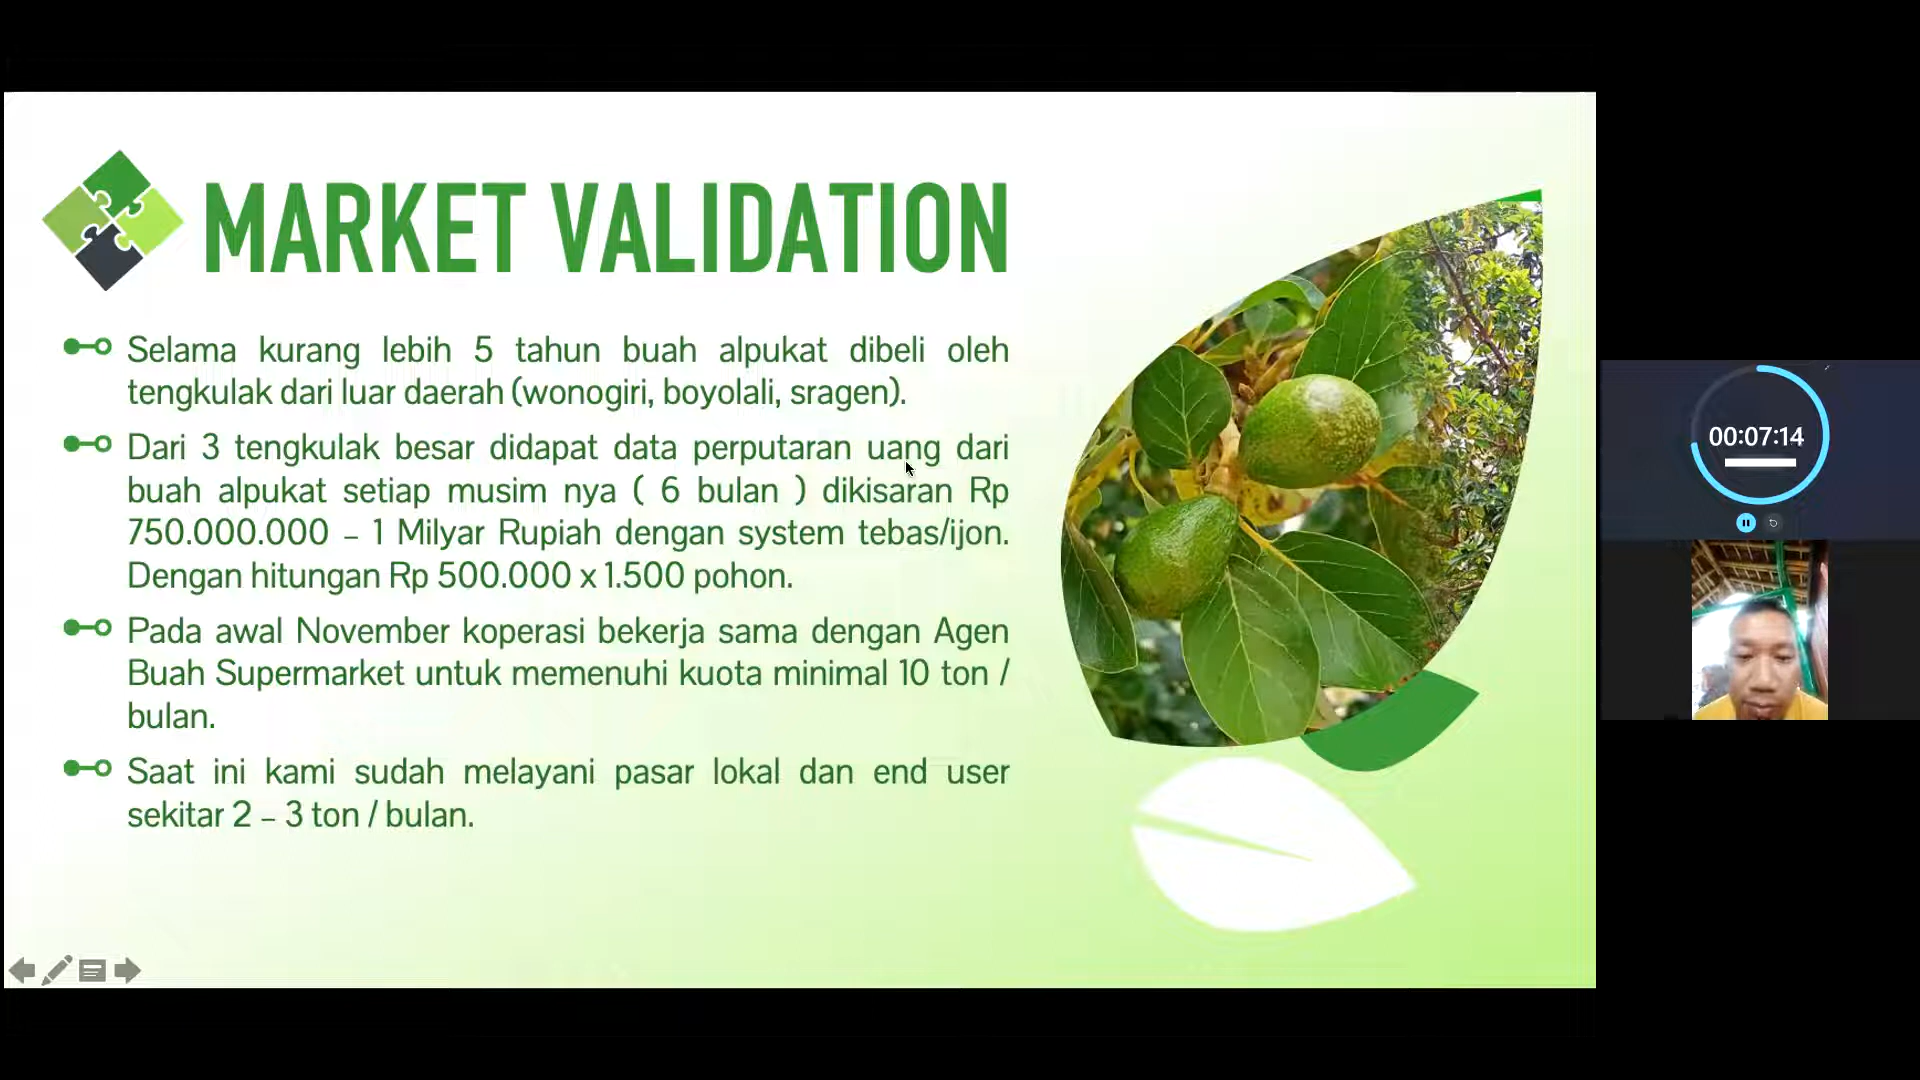 MARKET VALIDATION
Selama kurang lebih 5 tahun buah alpukat dibeli oleh
tengkulak dari luar daerah (wonogiri, boyolali, sragen).
Dari 3 tengkulak besar didapat data perputaran uang dari
buah alpukat setiap musim nya ( 6 bulan ) dikisaran Rp
750.000.000 – 1 Milyar Rupiah dengan system tebas/ijon.
Dengan hitungan Rp 500.000 x 1.500 pohon.
Pada awal November koperasi bekerja sama dengan Agen
Buah Supermarket untuk memenuhi kuota minimal 10 ton /
bulan.
Saat ini kami sudah melayani pasar lokal dan end user
sekitar 2 – 3 ton / bulan.
00:07:14